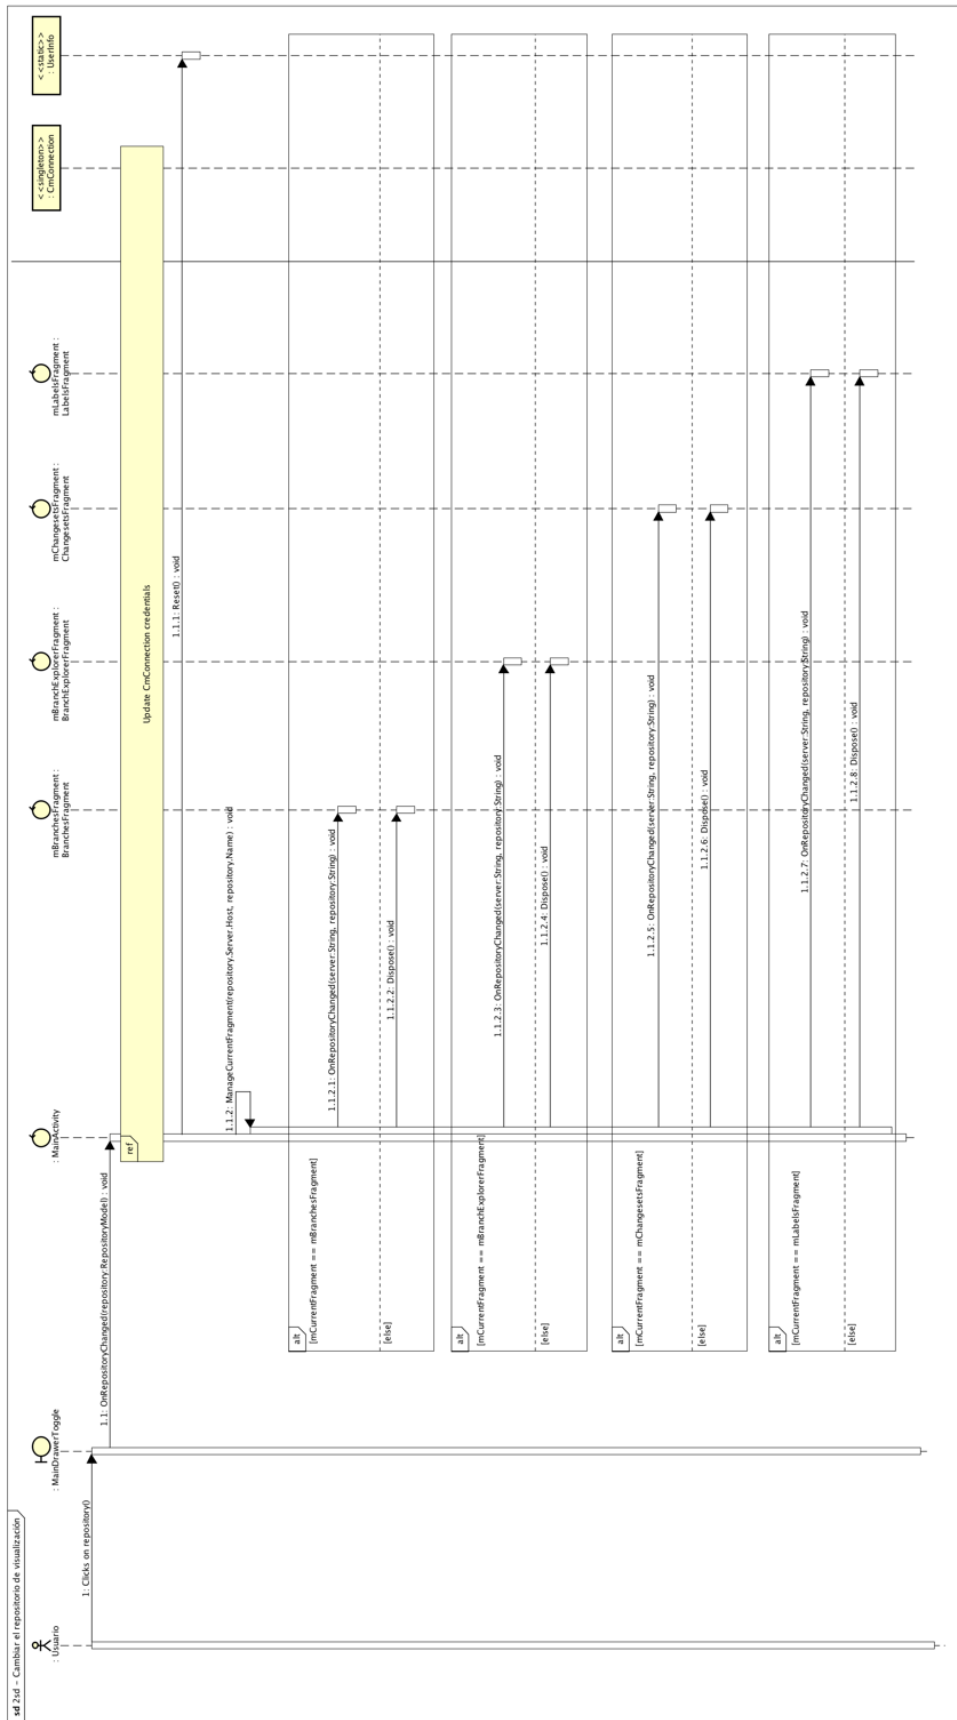 sd 2sd - Cambiar el repositorio de visualización
: Usuario
: MainDrawerToggle
: MainActivity
mBranchesFragment :
BranchesFragment
mBranchExplorerFragment :
BranchExplorerFragment
mChangesetsFragment :
ChangesetsFragment
mLabelsFragment :
LabelsFragment
<<singleton>>
: CmConnection
<<static>>
: UserInfo
1: Clicks on repository()
1.1: OnRepositoryChanged(repository:RepositoryModel) : void
ref
Update CmConnection credentials
1.1.1: Reset() : void
1.1.2: ManageCurrentFragment(repository.Server.Host, repository.Name) : void
alt
[mCurrentFragment == mBranchesFragment]
1.1.2.1: OnRepositoryChanged(server:String, repository:String) : void
[else]
1.1.2.2: Dispose() : void
alt
[mCurrentFragment == mBranchExplorerFragment]
1.1.2.3: OnRepositoryChanged(server:String, repository:String) : void
[else]
1.1.2.4: Dispose() : void
alt
[mCurrentFragment == mChangesetsFragment]
1.1.2.5: OnRepositoryChanged(server:String, repository:String) : void
[else]
1.1.2.6: Dispose() : void
alt
[mCurrentFragment == mLabelsFragment]
1.1.2.7: OnRepositoryChanged(server:String, repository:String) : void
[else]
1.1.2.8: Dispose() : void